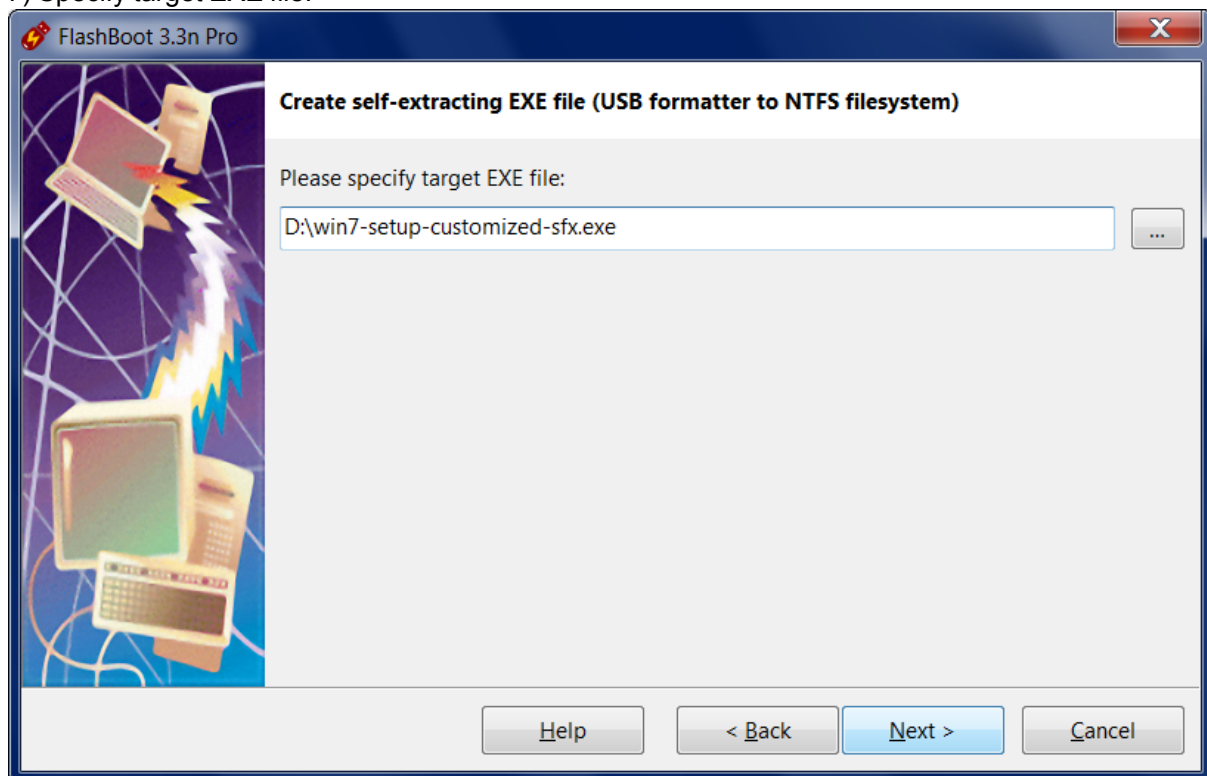 FlashBoot 3.3n Pro
Create self-extracting EXE file (USB formatter to NTFS filesystem)
Please specify target EXE file:
D:\win7-setup-customized-sfx.exe
...
Help
< Back
Next >
Cancel